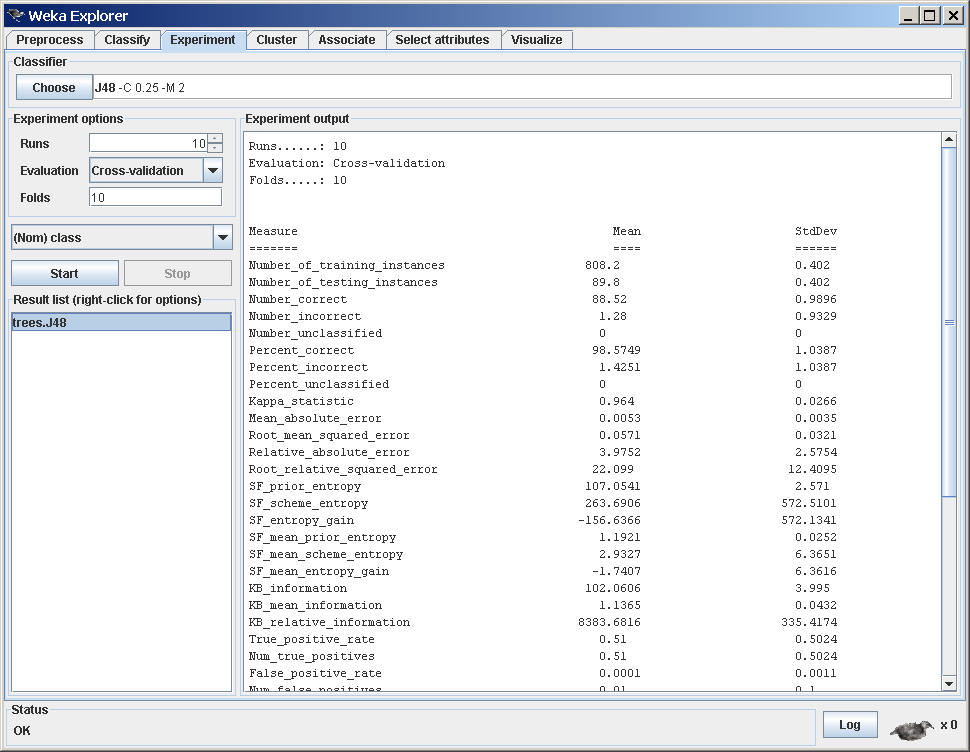 Weka Explorer
Preprocess Classify Experiment Cluster Associate Select attributes Visualize
Classifier
Choose J48 -C 0.25 -M 2
Experiment options
Runs 10
Evaluation Cross-validation
Folds 10
(Nom) class
Start Stop
Result list (right-click for options)
trees.J48
Experiment output
Runs......: 10
Evaluation: Cross-validation
Folds.....: 10
Measure Mean StdDev
======= ==== ======
Number_of_training_instances 808.2 0.402
Number_of_testing_instances 89.8 0.402
Number_correct 88.52 0.9896
Number_incorrect 1.28 0.9329
Number_unclassified 0 0
Percent_correct 98.5749 1.0387
Percent_incorrect 1.4251 1.0387
Percent_unclassified 0 0
Kappa_statistic 0.964 0.0266
Mean_absolute_error 0.0053 0.0035
Root_mean_squared_error 0.0571 0.0321
Relative_absolute_error 3.9752 2.5754
Root_relative_squared_error 22.099 12.4095
SF_prior_entropy 107.0541 2.571
SF_scheme_entropy 263.6906 572.5101
SF_entropy_gain -156.6366 572.1341
SF_mean_prior_entropy 1.1921 0.0252
SF_mean_scheme_entropy 2.9327 6.3651
SF_mean_entropy_gain -1.7407 6.3616
KB_information 102.0606 3.995
KB_mean_information 1.1365 0.0432
KB_relative_information 8383.6816 335.4174
True_positive_rate 0.51 0.5024
Num_true_positives 0.51 0.5024
False_positive_rate 0.0001 0.0011
Num_false_positives 0.01 0.1
Status
OK
Log x 0